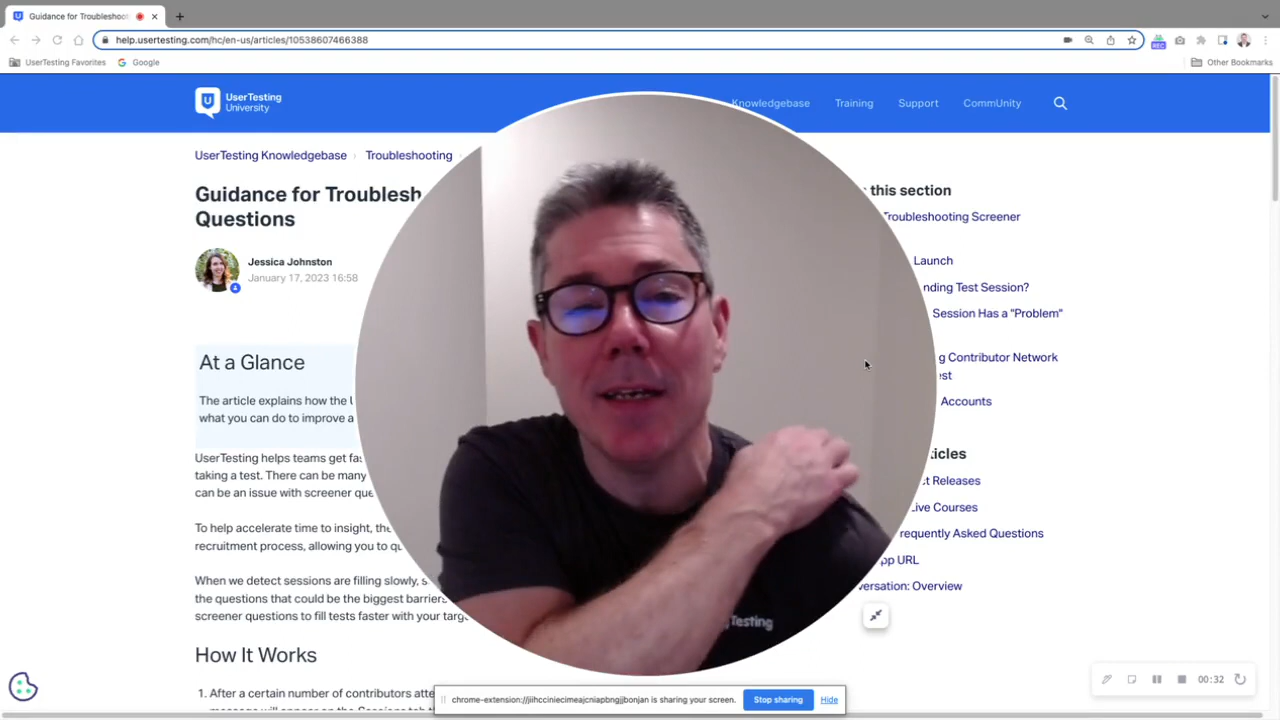 Guidance for Troubleshoot
help.usertesting.com/hc/en-us/articles/10538607466388
REC
UserTesting Favorites
Google
Other Bookmarks
UserTesting
University
Knowledgebase
Training
Support
CommUnity
UserTesting Knowledgebase
Troubleshooting
Guidance for Troublesh
Questions
this section
Troubleshooting Screener
Jessica Johnston
January 17, 2023 16:58
Launch
nding Test Session?
Session Has a "Problem"
At a Glance
g Contributor Network
est
The article explains how the
what you can do to improve a
Accounts
UserTesting helps teams get fas
taking a test. There can be many
can be an issue with screener que
ticles
ct Releases
Live Courses
To help accelerate time to insight, the
recruitment process, allowing you to qu
requently Asked Questions
pp URL
When we detect sessions are filling slowly, s
the questions that could be the biggest barriers
screener questions to fill tests faster with your targ
versation: Overview
Testing
How It Works
1. After a certain number of contributors atte
chrome-extension://jiihcciniecimeajcniapbngjjbonjan is sharing your screen.
Stop sharing
Hide
00:32